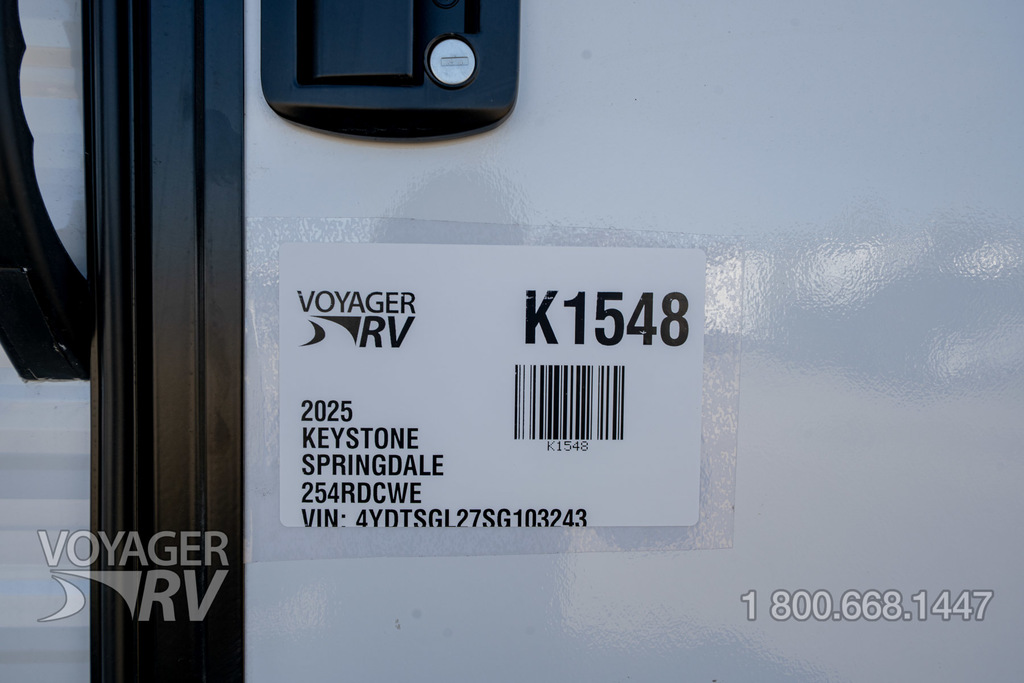 VOYAGER
RV
K1548
K1548
2025
KEYSTONE
SPRINGDALE
254RDCWE
VIN: 4YDTSGL27SG103243
VOYAGER
RV
1 800.668.1447